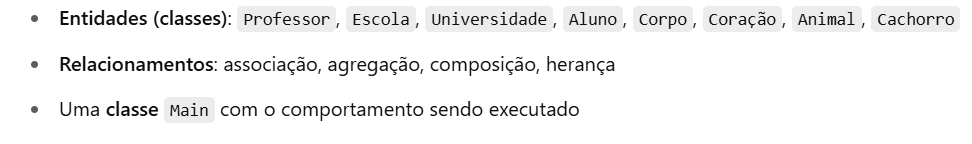 • Entidades (classes): Professor, Escola, Universidade, Aluno, Corpo, Coração, Animal, Cachorro
• Relacionamentos: associação, agregação, composição, herança
• Uma classe Main com o comportamento sendo executado